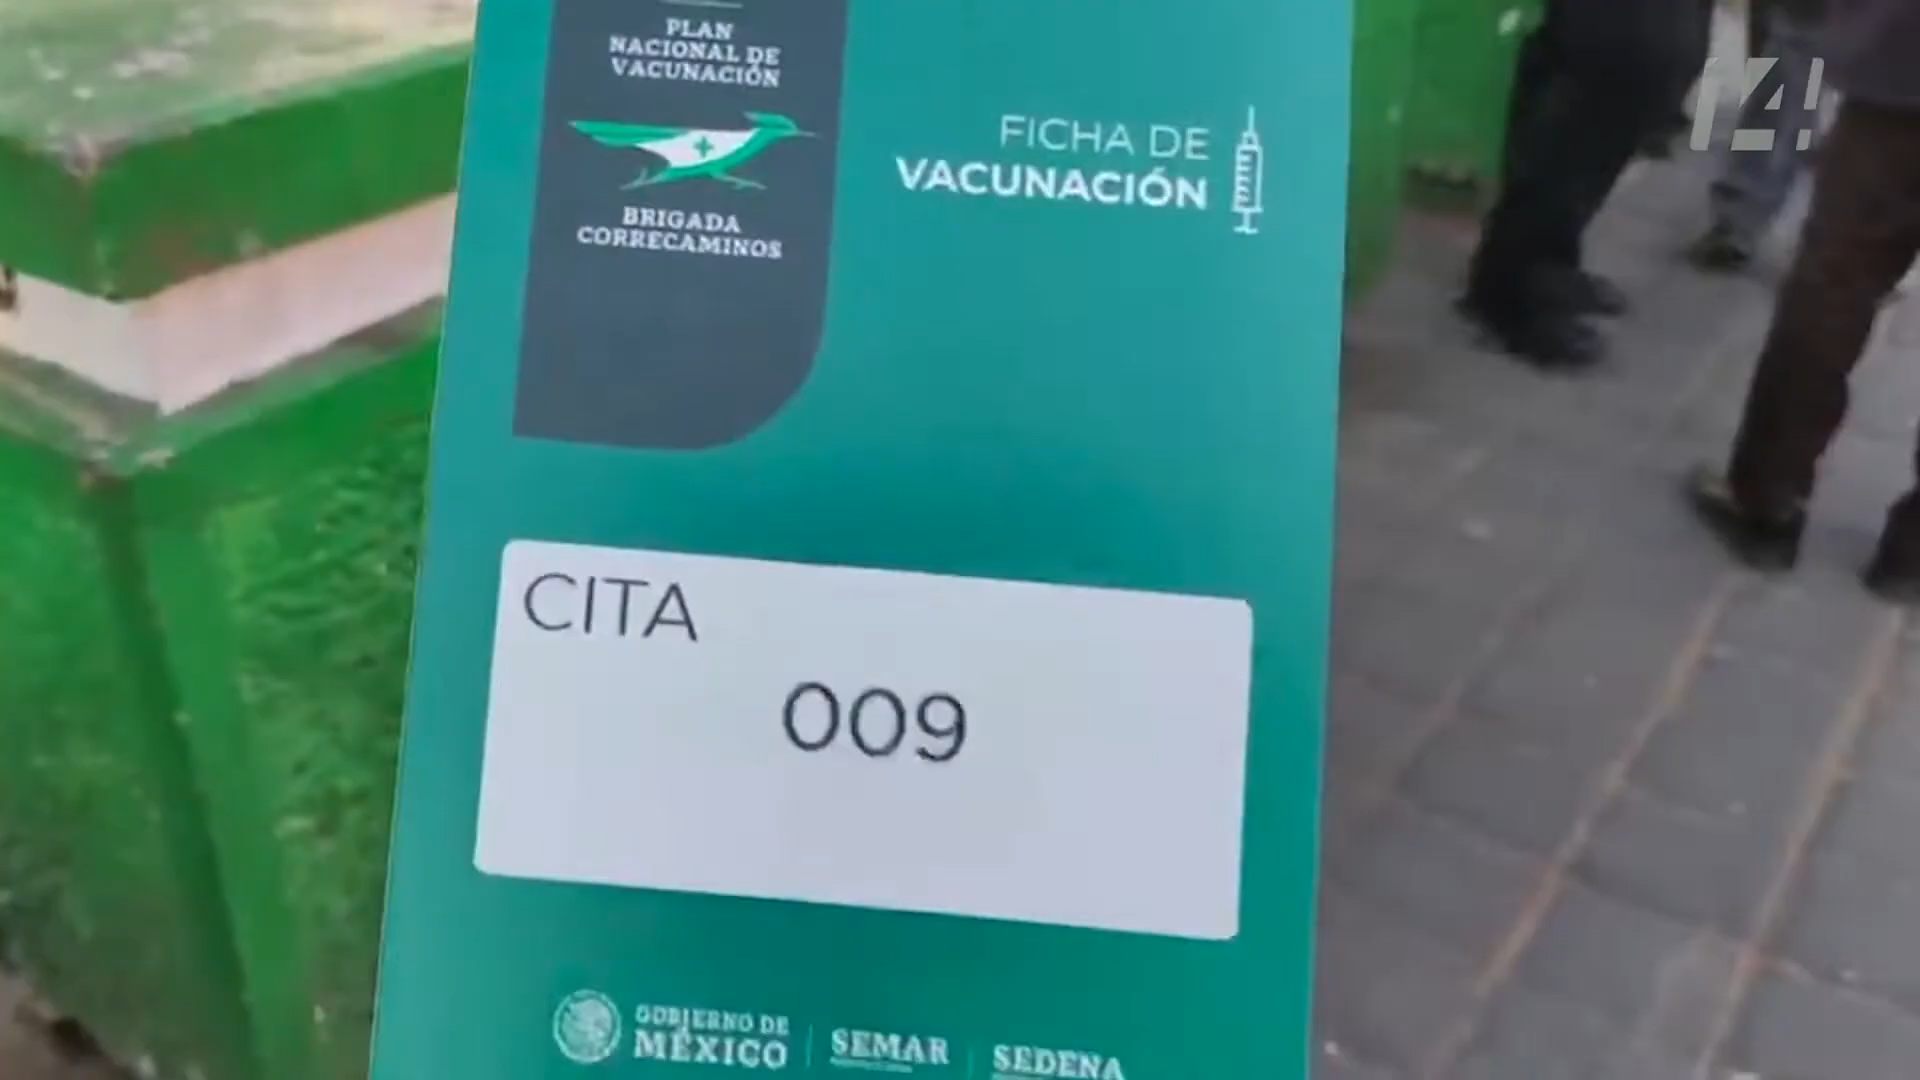 PLAN
NACIONAL DE
VACUNACIÓN
BRIGADA
CORRECAMINOS
FICHA DE
VACUNACIÓN
CITA
009
GOBIERNO DE
MÉXICO
SEMAR
SEDENA